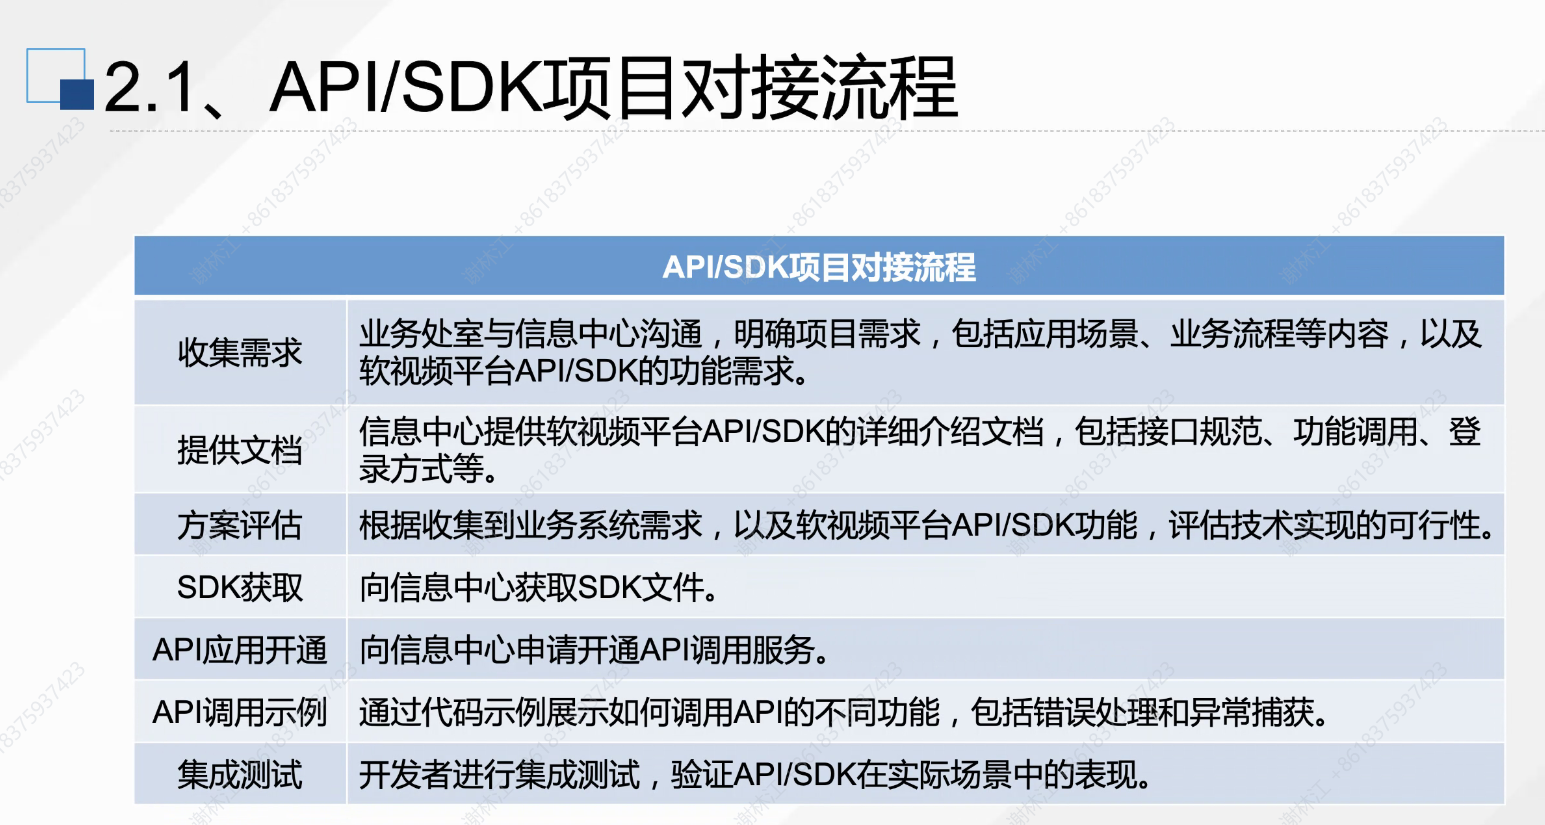 2.1、API/SDK项目对接流程
API/SDK项目对接流程
收集需求
业务处室与信息中心沟通，明确项目需求，包括应用场景、业务流程等内容，以及
软视频平台API/SDK的功能需求。
提供文档
信息中心提供软视频平台API/SDK的详细介绍文档，包括接口规范、功能调用、登
录方式等。
方案评估
根据收集到业务系统需求，以及软视频平台API/SDK功能，评估技术实现的可行性。
SDK获取
向信息中心获取SDK文件。
API应用开通
向信息中心申请开通API调用服务。
API调用示例
通过代码示例展示如何调用API的不同功能，包括错误处理和异常捕获。
集成测试
开发者进行集成测试，验证API/SDK在实际场景中的表现。
谢林江 +8618375937423